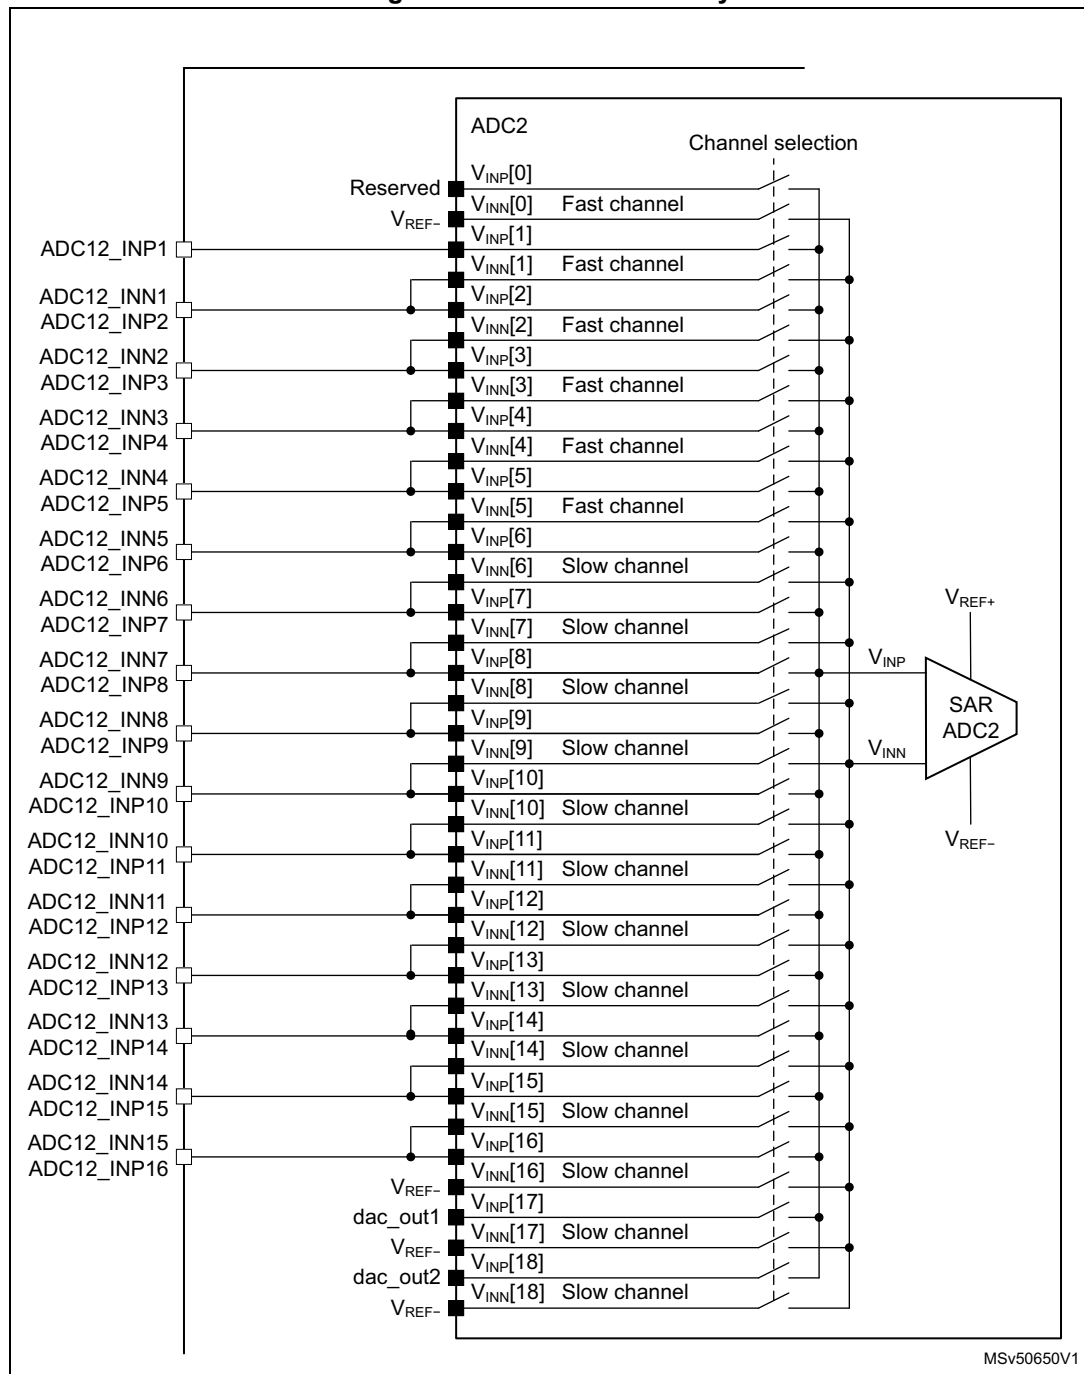 ADC2
Channel selection
Reserved VINP[0]
VREF− VINN[0] Fast channel
ADC12_INP1 VINP[1]
VINN[1] Fast channel
ADC12_INN1
ADC12_INP2 VINP[2]
VINN[2] Fast channel
ADC12_INN2
ADC12_INP3 VINP[3]
VINN[3] Fast channel
ADC12_INN3
ADC12_INP4 VINP[4]
VINN[4] Fast channel
ADC12_INN4
ADC12_INP5 VINP[5]
VINN[5] Fast channel
ADC12_INN5
ADC12_INP6 VINP[6]
VINN[6] Slow channel
ADC12_INN6
ADC12_INP7 VINP[7]
VINN[7] Slow channel
ADC12_INN7
ADC12_INP8 VINP[8]
VINN[8] Slow channel
ADC12_INN8
ADC12_INP9 VINP[9]
VINN[9] Slow channel
ADC12_INN9
ADC12_INP10 VINP[10]
VINN[10] Slow channel
ADC12_INN10
ADC12_INP11 VINP[11]
VINN[11] Slow channel
ADC12_INN11
ADC12_INP12 VINP[12]
VINN[12] Slow channel
ADC12_INN12
ADC12_INP13 VINP[13]
VINN[13] Slow channel
ADC12_INN13
ADC12_INP14 VINP[14]
VINN[14] Slow channel
ADC12_INN14
ADC12_INP15 VINP[15]
VINN[15] Slow channel
ADC12_INN15
ADC12_INP16 VINP[16]
VREF− VINN[16] Slow channel
dac_out1 VINP[17]
VREF− VINN[17] Slow channel
dac_out2 VINP[18]
VREF− VINN[18] Slow channel
VREF+
VINP
SAR
ADC2
VINN
VREF−
MSv50650V1